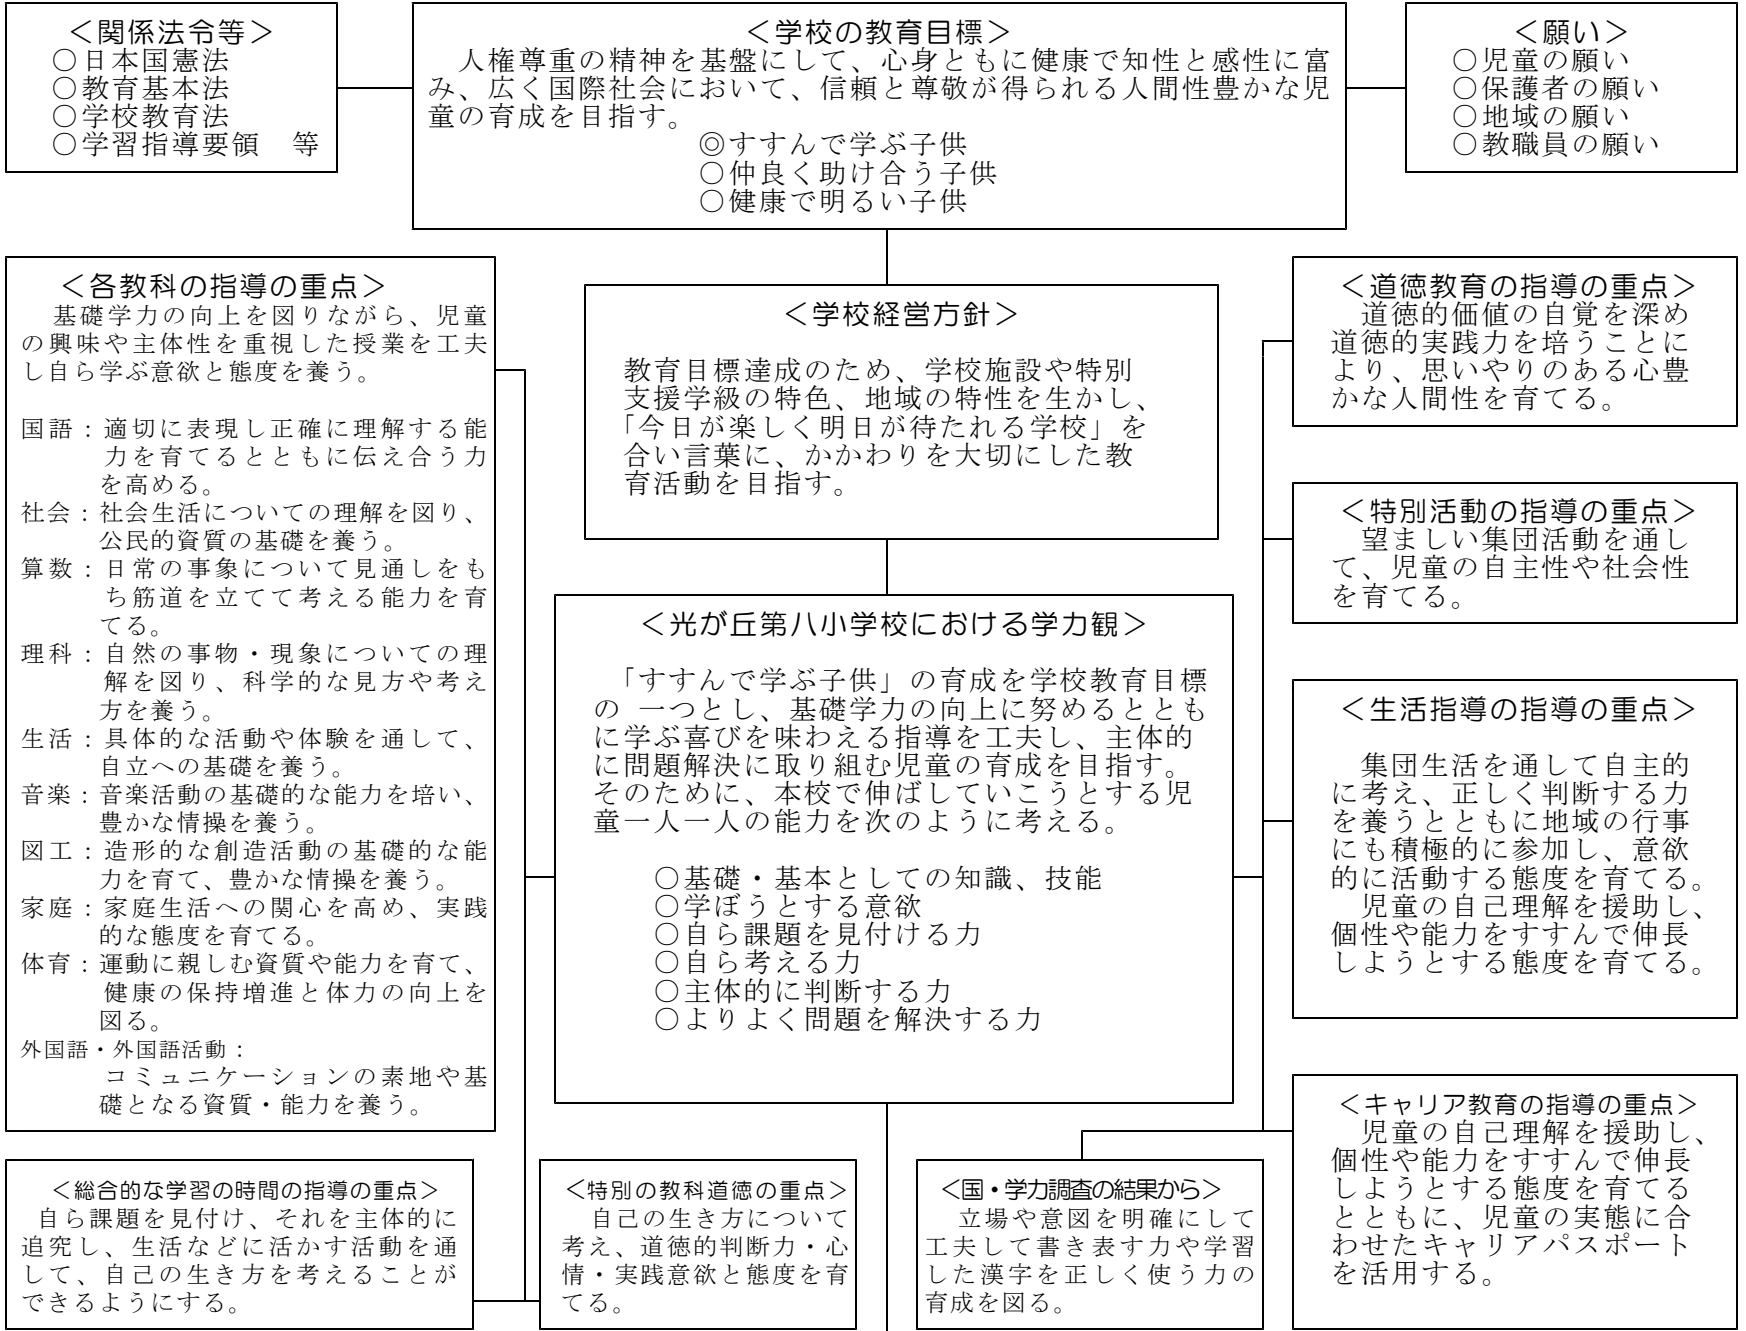 ＜関係法令等＞
○日本国憲法
○教育基本法
○学校教育法
○学習指導要領　等
＜学校の教育目標＞
人権尊重の精神を基盤にして、心身ともに健康で知性と感性に富
み、広く国際社会において、信頼と尊敬が得られる人間性豊かな児
童の育成を目指す。
◎すすんで学ぶ子供
○仲良く助け合う子供
○健康で明るい子供
＜願い＞
○児童の願い
○保護者の願い
○地域の願い
○教職員の願い
＜各教科の指導の重点＞
基礎学力の向上を図りながら、児童
の興味や主体性を重視した授業を工夫
し自ら学ぶ意欲と態度を養う。
国語：適切に表現し正確に理解する能
力を育てるとともに伝え合う力
を高める。
社会：社会生活についての理解を図り、
公民的資質の基礎を養う。
算数：日常の事象について見通しをも
ち筋道を立てて考える能力を育
てる。
理科：自然の事物・現象についての理
解を図り、科学的な見方や考え
方を養う。
生活：具体的な活動や体験を通して、
自立への基礎を養う。
音楽：音楽活動の基礎的な能力を培い、
豊かな情操を養う。
図工：造形的な創造活動の基礎的な能
力を育て、豊かな情操を養う。
家庭：家庭生活への関心を高め、実践
的な態度を育てる。
体育：運動に親しむ資質や能力を育て、
健康の保持増進と体力の向上を
図る。
外国語・外国語活動：
コミュニケーションの素地や基
礎となる資質・能力を養う。
＜学校経営方針＞
教育目標達成のため、学校施設や特別
支援学級の特色、地域の特性を生かし、
「今日が楽しく明日が待たれる学校」を
合い言葉に、かかわりを大切にした教
育活動を目指す。
＜光が丘第八小学校における学力観＞
「すすんで学ぶ子供」の育成を学校教育目標
の 一つとし、基礎学力の向上に努めるととも
に学ぶ喜びを味わえる指導を工夫し、主体的
に問題解決に取り組む児童の育成を目指す。
そのために、本校で伸ばしていこうとする児
童一人一人の能力を次のように考える。
○基礎・基本としての知識、技能
○学ぼうとする意欲
○自ら課題を見付ける力
○自ら考える力
○主体的に判断する力
○よりよく問題を解決する力
＜道徳教育の指導の重点＞
道徳的価値の自覚を深め
道徳的実践力を培うことに
より、思いやりのある心豊
かな人間性を育てる。
＜特別活動の指導の重点＞
望ましい集団活動を通し
て、児童の自主性や社会性
を育てる。
＜生活指導の指導の重点＞
集団生活を通して自主的
に考え、正しく判断する力
を養うとともに地域の行事
にも積極的に参加し、意欲
的に活動する態度を育てる。
児童の自己理解を援助し、
個性や能力をすすんで伸長
しようとする態度を育てる。
＜キャリア教育の指導の重点＞
児童の自己理解を援助し、
個性や能力をすすんで伸長
しようとする態度を育てる
とともに、児童の実態に合
わせたキャリアパスポート
を活用する。
＜総合的な学習の時間の指導の重点＞
自ら課題を見付け、それを主体的に
追究し、生活などに活かす活動を通
して、自己の生き方を考えることが
できるようにする。
＜特別の教科道徳の重点＞
自己の生き方について
考え、道徳的判断力・心
情・実践意欲と態度を育
てる。
＜国・学力調査の結果から＞
立場や意図を明確にして
工夫して書き表す力や学習
した漢字を正しく使う力の
育成を図る。